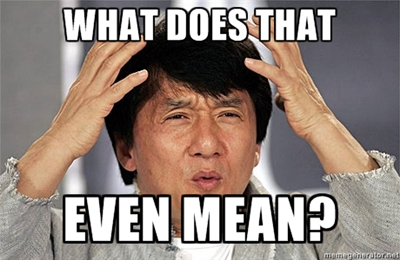 WHAT DOES THAT
EVEN MEAN?
memegenerator.net